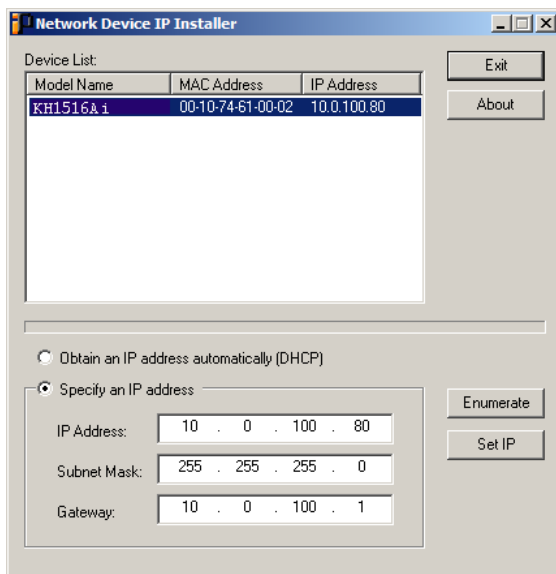 Network Device IP Installer
Device List:
Model Name MAC Address IP Address
KH1516Ai 00-10-74-61-00-02 10.0.100.80
Exit
About
Obtain an IP address automatically (DHCP)
Specify an IP address
IP Address: 10 . 0 . 100 . 80
Subnet Mask: 255 . 255 . 255 . 0
Gateway: 10 . 0 . 100 . 1
Enumerate
Set IP